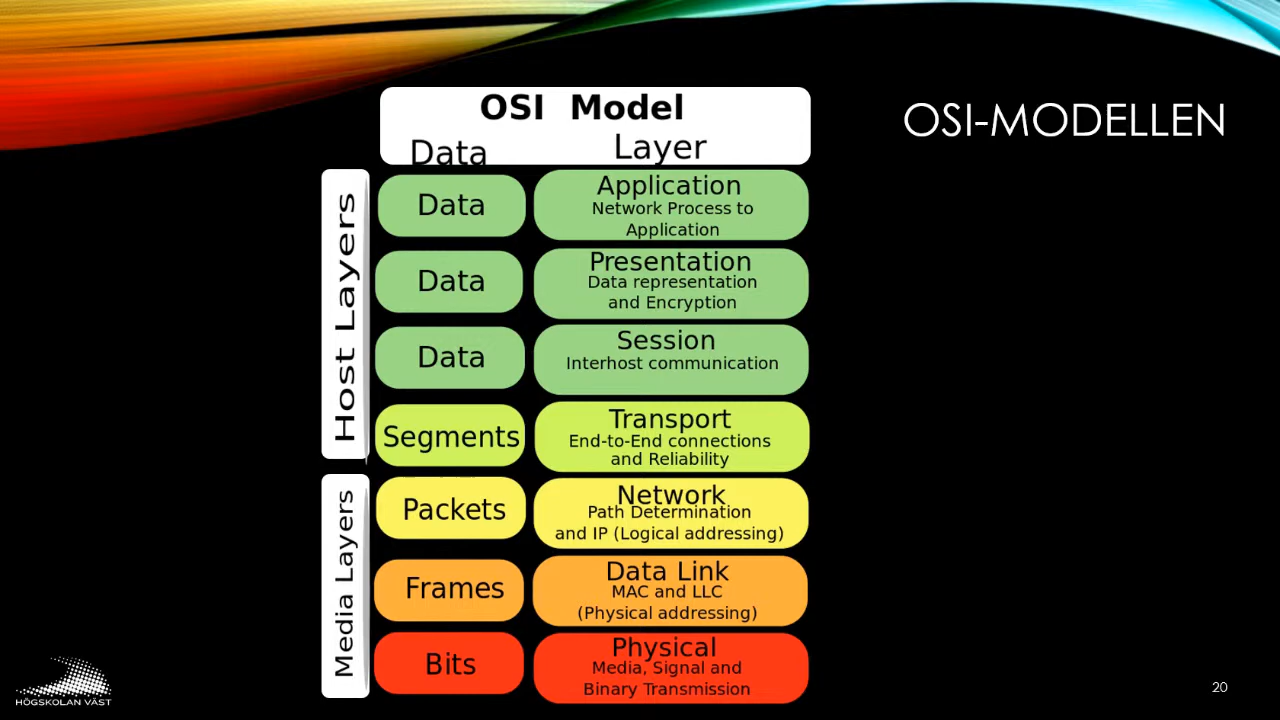 OSI-MODELLEN
OSI Model
Data Layer
Host Layers
Data
Application
Network Process to
Application
Data
Presentation
Data representation
and Encryption
Data
Session
Interhost communication
Segments
Transport
End-to-End connections
and Reliability
Media Layers
Packets
Network
Path Determination
and IP (Logical addressing)
Frames
Data Link
MAC and LLC
(Physical addressing)
Bits
Physical
Media, Signal and
Binary Transmission
HÖGSKOLAN VÄST
20